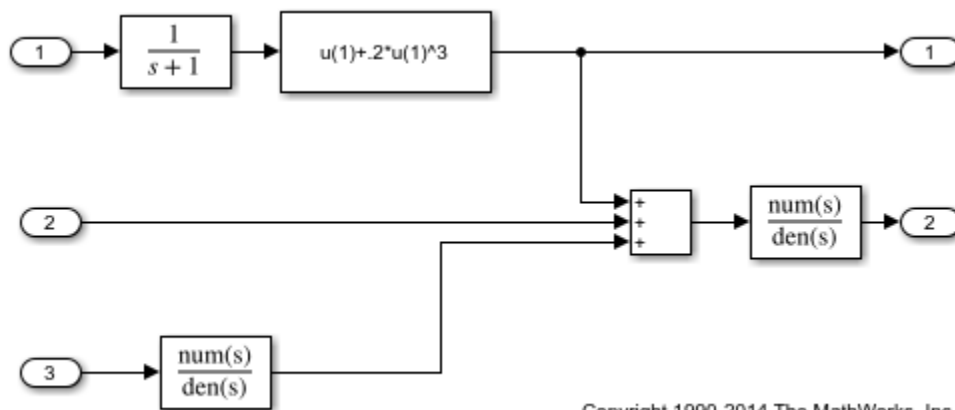 1
1
s + 1
u(1)+.2*u(1)^3
1
2
+
+
+
num(s)
den(s)
2
3
num(s)
den(s)
Copyright 1990-2014 The MathWorks, Inc.